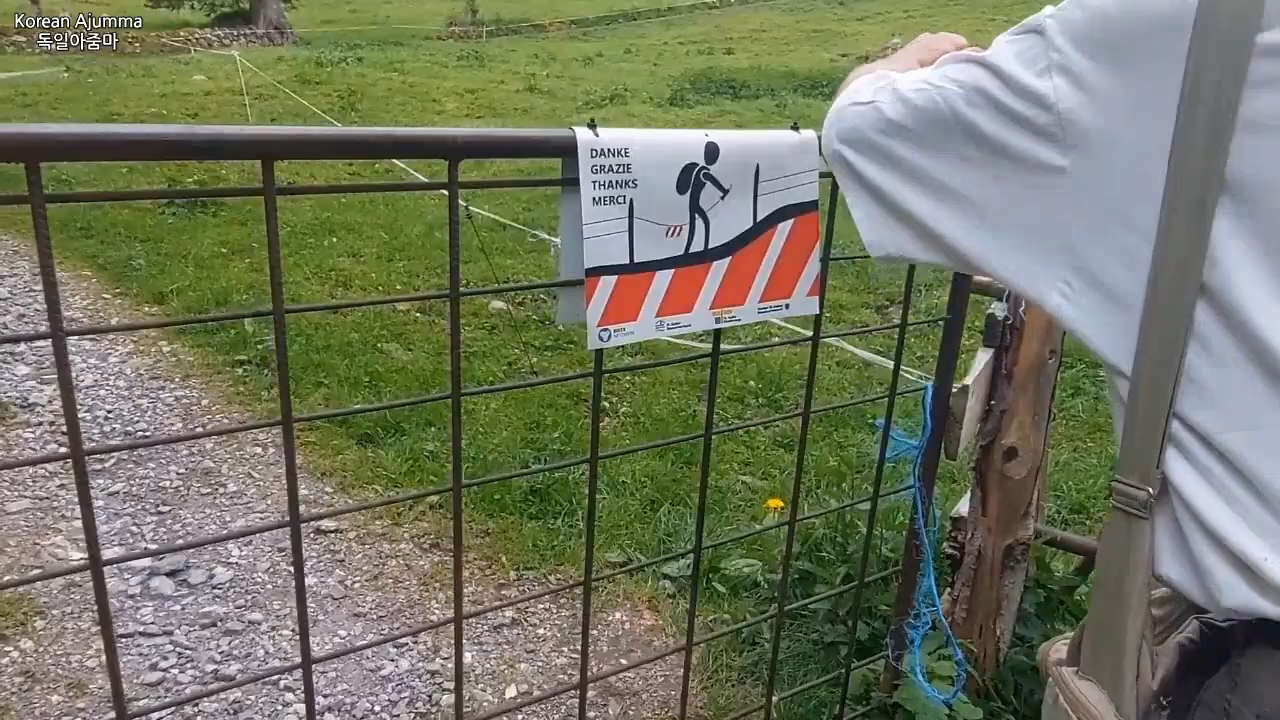 Korean Ajumma
독일아줌마
DANKE
GRAZIE
THANKS
MERCI